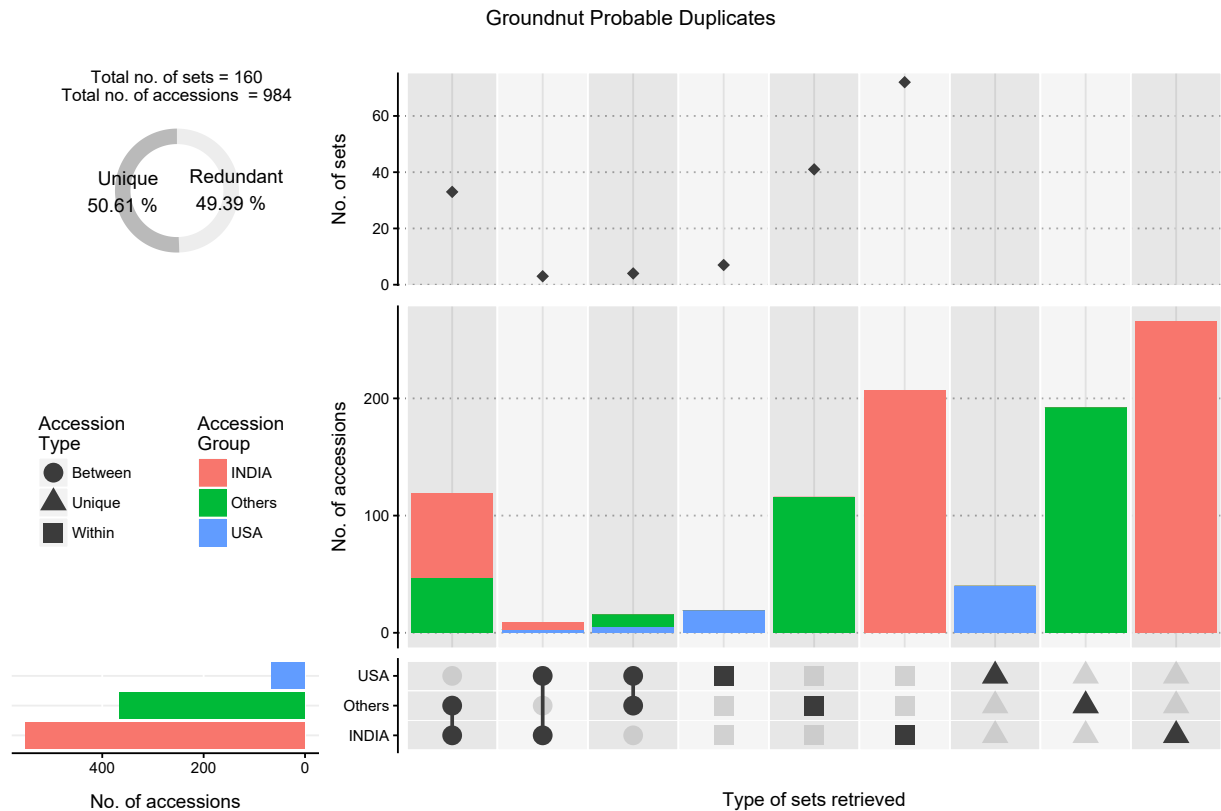 Groundnut Probable Duplicates
Total no. of sets = 160
Total no. of accessions  = 984
Unique
50.61 %
Redundant
49.39 %
No. of sets
60
40
20
0
No. of accessions
200
100
0
Accession
Type
Between
Unique
Within
Accession
Group
INDIA
Others
USA
USA
Others
INDIA
400
200
0
No. of accessions
Type of sets retrieved